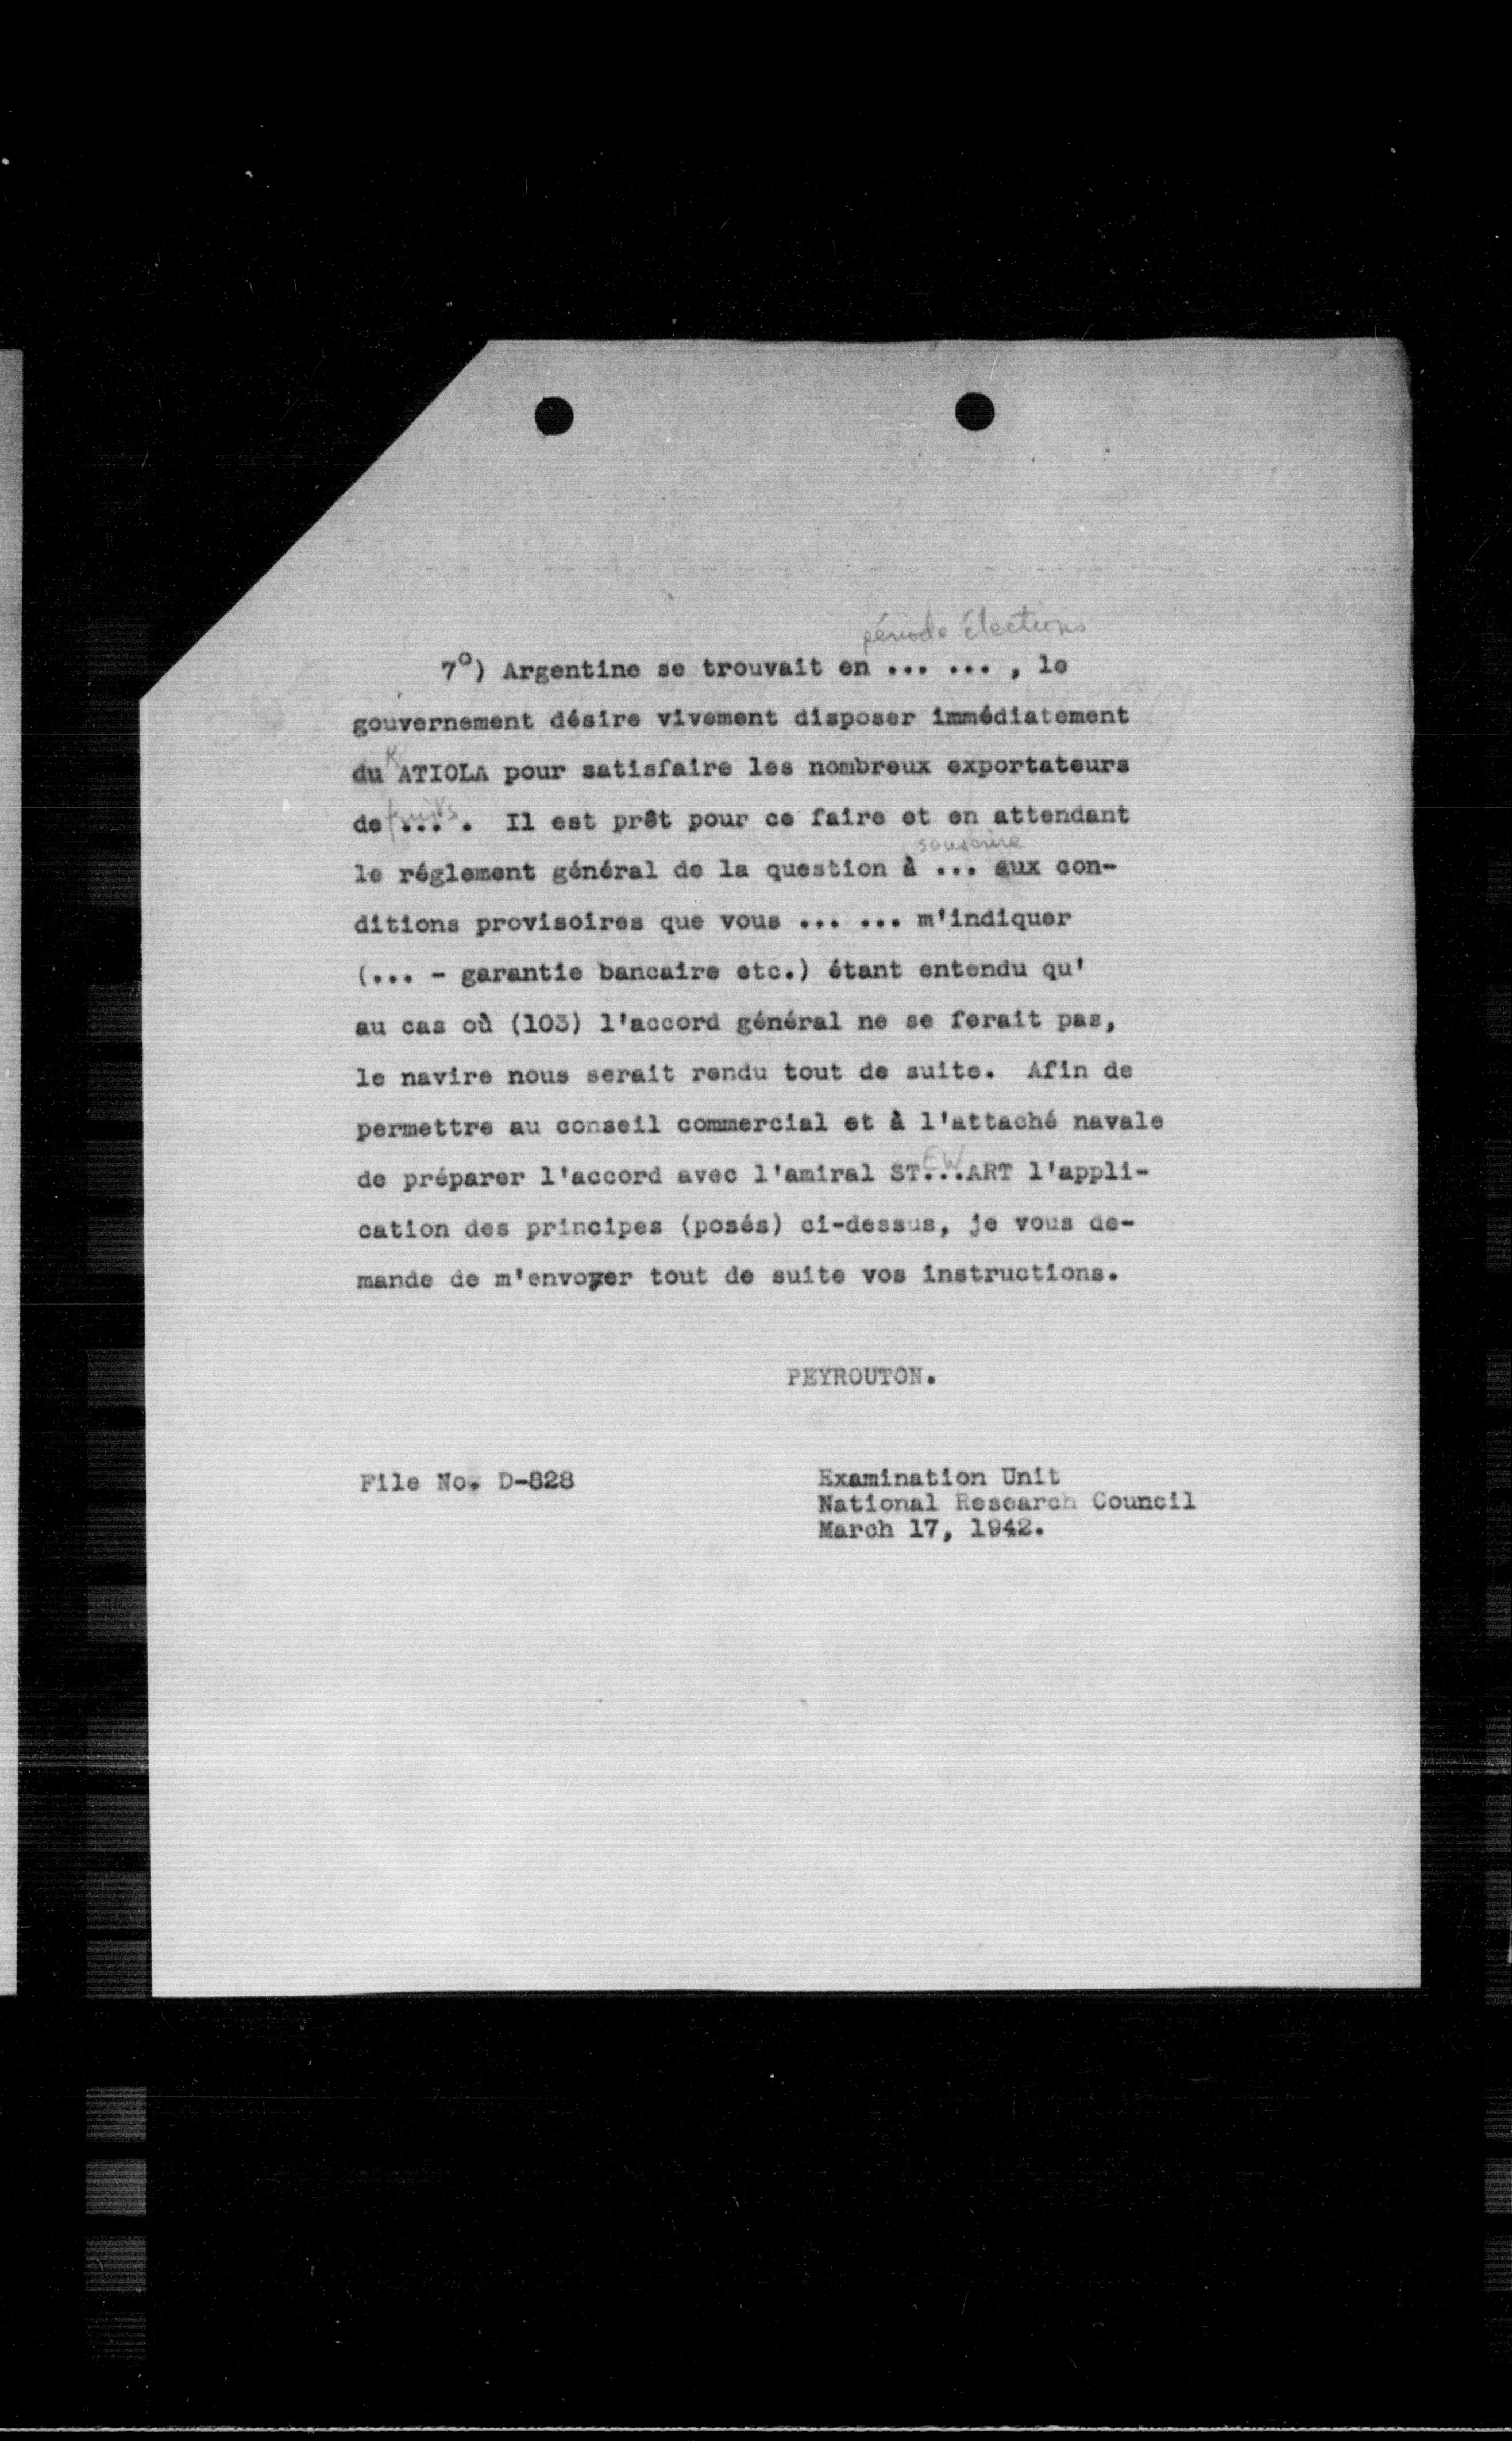 période élections
7°) Argentine se trouvait en ... ... , le
gouvernement désire vivement disposer immédiatement
du KATIOLA pour satisfaire les nombreux exportateurs
fruits
de ... . Il est prêt pour ce faire et en attendant
souscrire
le réglement général de la question à ... aux con-
ditions provisoires que vous ... ... m'indiquer
(... - garantie bancaire etc.) étant entendu qu'
au cas où (103) l'accord général ne se ferait pas,
le navire nous serait rendu tout de suite. Afin de
permettre au conseil commercial et à l'attaché navale
EW
de préparer l'accord avec l'amiral ST...ART l'appli-
cation des principes (posés) ci-dessus, je vous de-
mande de m'envoyer tout de suite vos instructions.
PEYROUTON.
File No. D-828
Examination Unit
National Research Council
March 17, 1942.